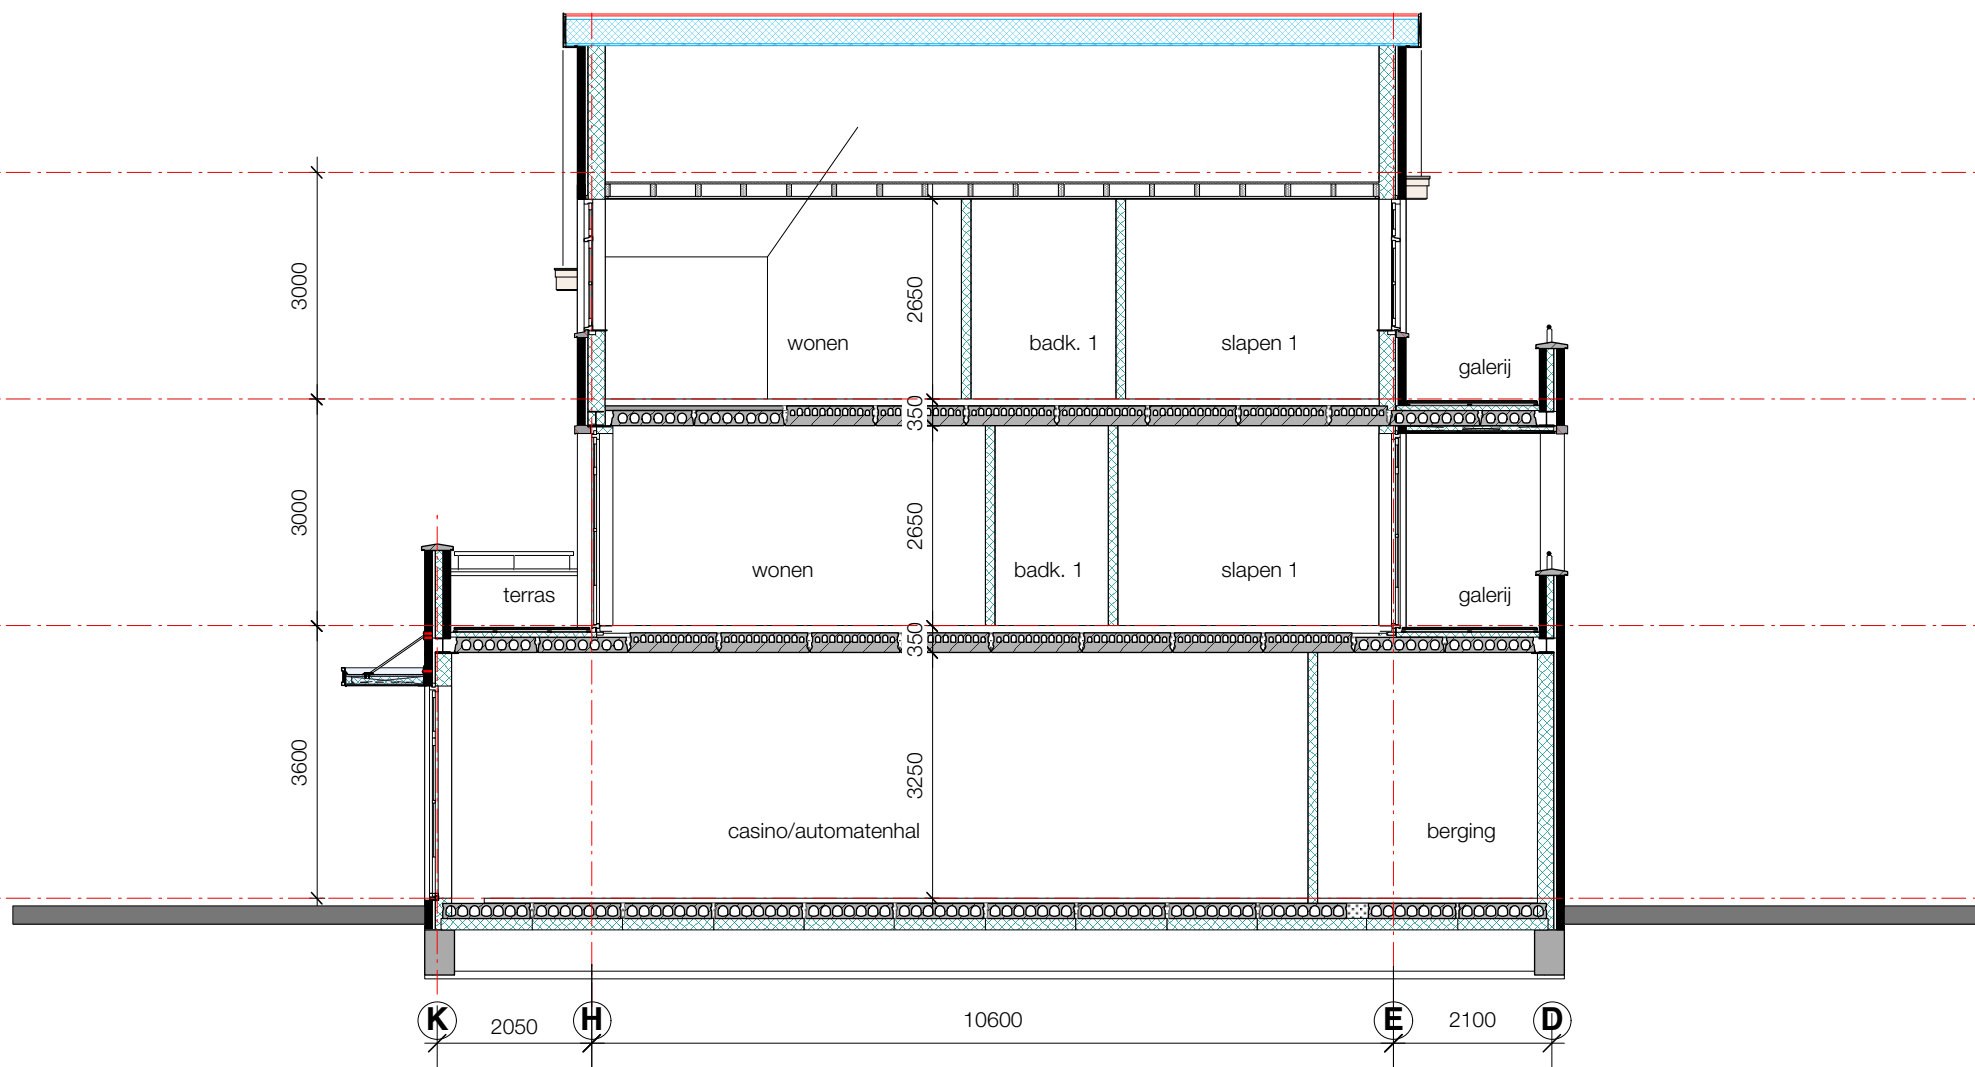 3000
2650
wonen
badk. 1
slapen 1
galerij
350
3000
2650
wonen
badk. 1
slapen 1
terras
galerij
350
3600
3250
casino/automatenhal
berging
K
2050
H
10600
E
2100
D